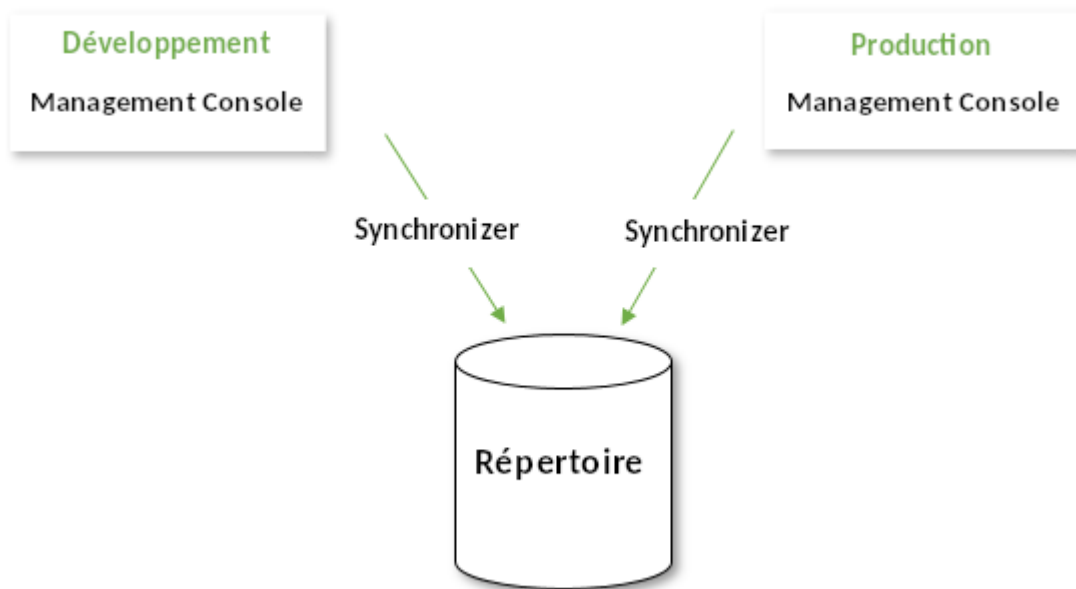 Développement
Management Console
Production
Management Console
Synchronizer
Synchronizer
Répertoire